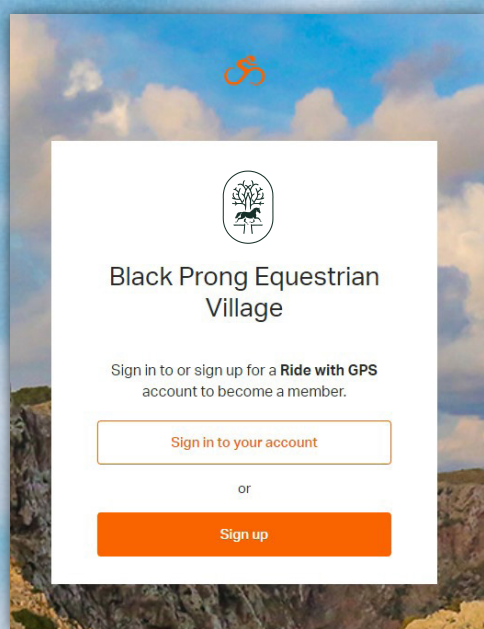 Black Prong Equestrian
Village
Sign in to or sign up for a Ride with GPS
account to become a member.
Sign in to your account
or
Sign up